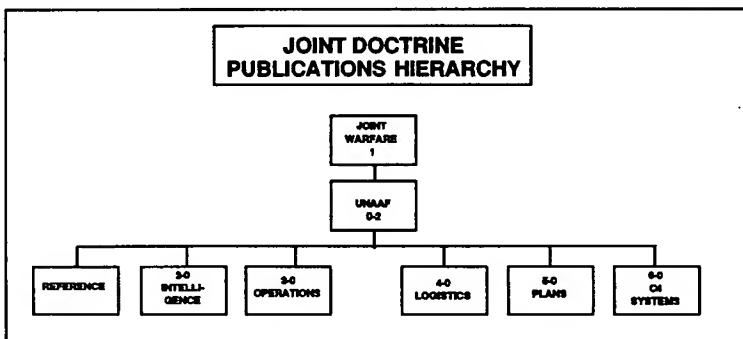 JOINT DOCTRINE
PUBLICATIONS HIERARCHY
JOINT
WARFARE
1
UNAAF
0-2
REFERENCE
2-0
INTELLI-
GENCE
3-0
OPERATIONS
4-0
LOGISTICS
5-0
PLANS
6-0
C4
SYSTEMS